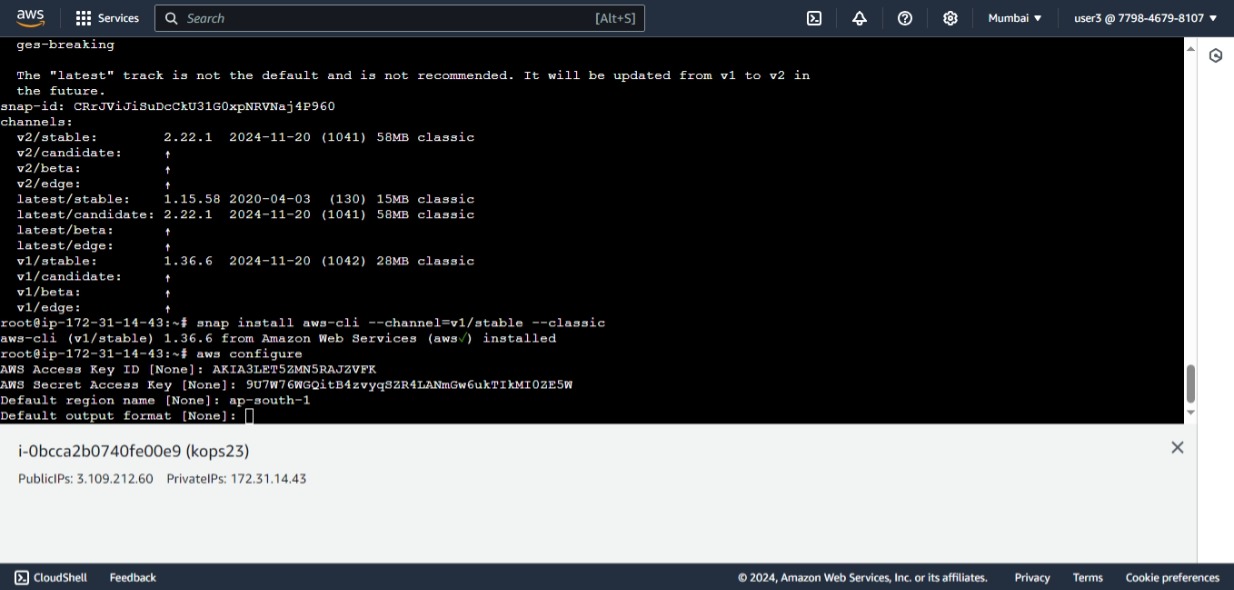 aws
Services
Search
[Alt+S]
Mumbai
user3 @ 7798-4679-8107
ges-breaking
The "latest" track is not the default and is not recommended. It will be updated from v1 to v2 in
the future.
snap-id: CRrJViJiSuDcCkU31G0xpNRVNaj4P960
channels:
v2/stable: 2.22.1 2024-11-20 (1041) 58MB classic
v2/candidate: ↑
v2/beta: ↑
v2/edge: ↑
latest/stable: 1.15.58 2020-04-03 (130) 15MB classic
latest/candidate: 2.22.1 2024-11-20 (1041) 58MB classic
latest/beta: ↑
latest/edge: ↑
v1/stable: 1.36.6 2024-11-20 (1042) 28MB classic
v1/candidate: ↑
v1/beta: ↑
v1/edge: ↑
root@ip-172-31-14-43:~# snap install aws-cli --channel=v1/stable --classic
aws-cli (v1/stable) 1.36.6 from Amazon Web Services (aws✓) installed
root@ip-172-31-14-43:~# aws configure
AWS Access Key ID [None]: AKIA3LET5ZMN5RAJZVFK
AWS Secret Access Key [None]:
Default region name [None]: ap-south-1
Default output format [None]:
i-0bcca2b0740fe00e9 (kops23)
PublicIPs: 3.109.212.60 PrivateIPs: 172.31.14.43
CloudShell
Feedback
© 2024, Amazon Web Services, Inc. or its affiliates.
Privacy
Terms
Cookie preferences